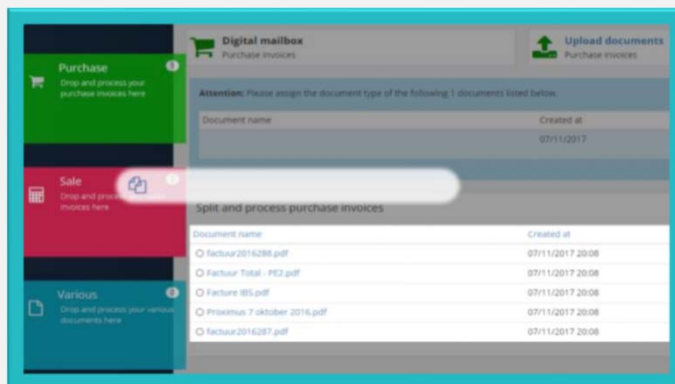 Digital mailbox
Purchase invoices
Upload documents
Purchase invoices
Purchase
0
Drop and process your
purchase invoices here
Attention: Please assign the document type of the following 1 documents listed below.
Document name Created at
07/11/2017
Sale
Drop and
invoices here
Split and process purchase invoices
Document name Created at
factuur2016288.pdf 07/11/2017 20:08
Factuur Total - PE2.pdf 07/11/2017 20:08
Facture IBS.pdf 07/11/2017 20:08
Proximus 7 oktober 2016.pdf 07/11/2017 20:08
factuur2016287.pdf 07/11/2017 20:08
Various
0
Drop and process your various
documents here